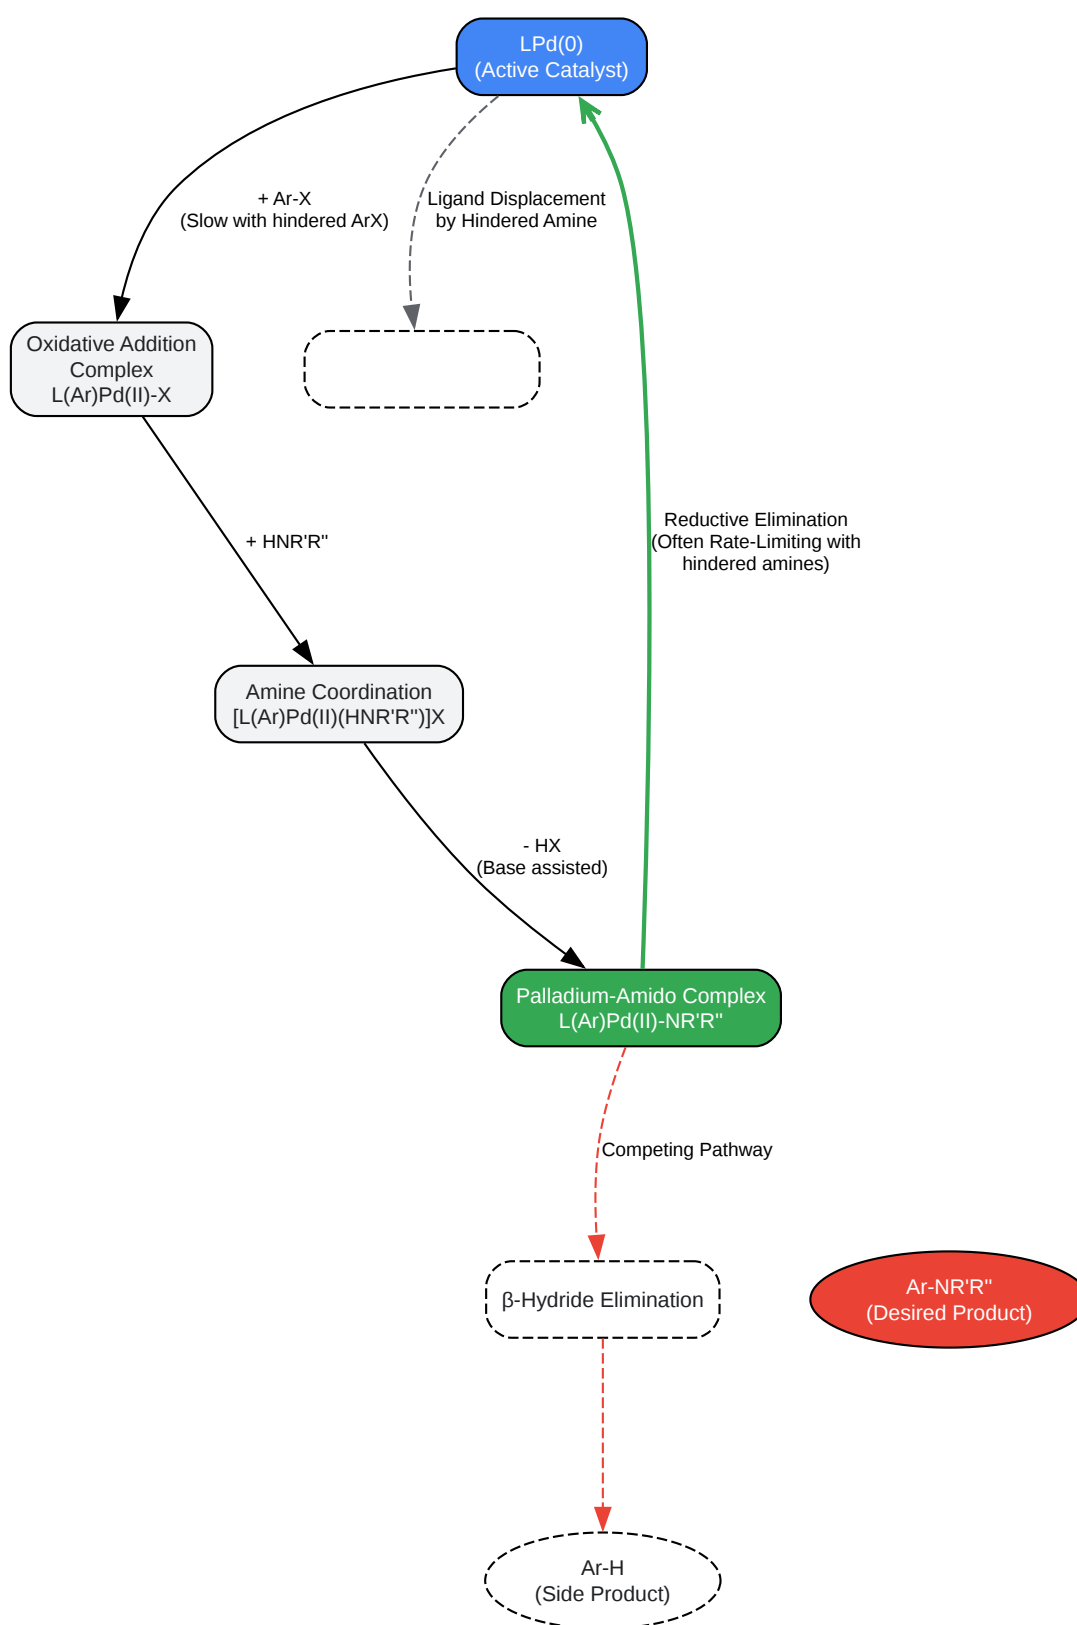 LPd(0)
(Active Catalyst)
+ Ar-X
(Slow with hindered ArX)
Ligand Displacement
by Hindered Amine
Oxidative Addition
Complex
L(Ar)Pd(II)-X
Reductive Elimination
(Often Rate-Limiting with
hindered amines)
+ HNR'R"
Amine Coordination
[L(Ar)Pd(II)(HNR'R")]X
- HX
(Base assisted)
Palladium-Amido Complex
L(Ar)Pd(II)-NR'R"
Competing Pathway
β-Hydride Elimination
Ar-NR'R"
(Desired Product)
Ar-H
(Side Product)